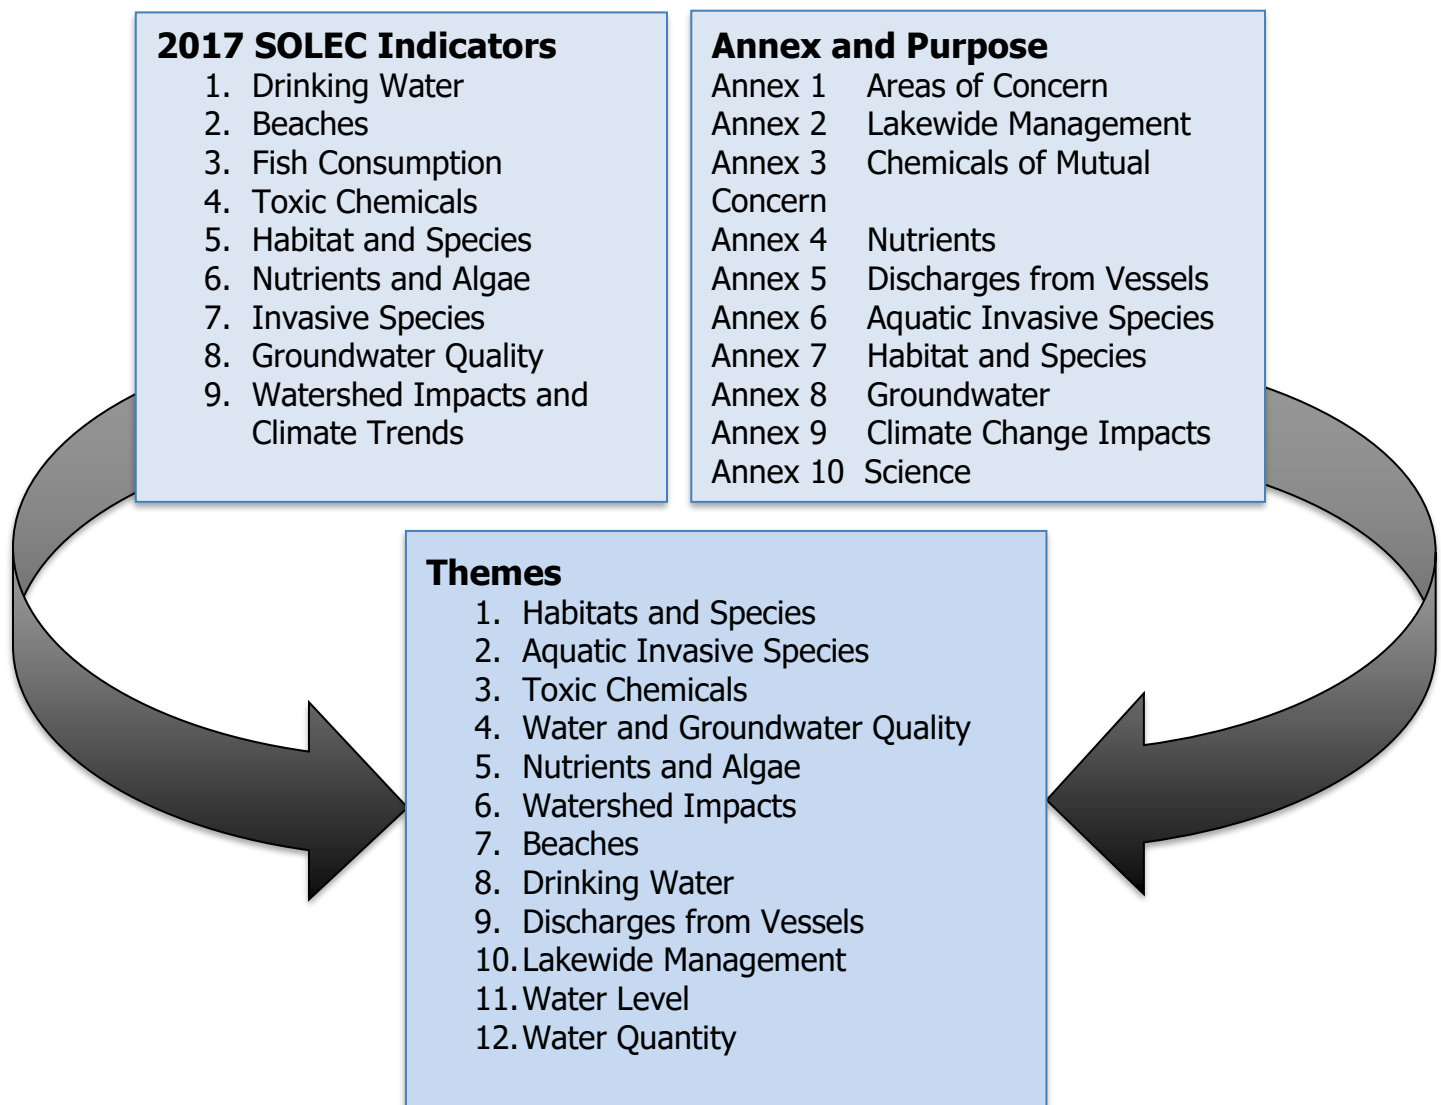 2017 SOLEC Indicators
1. Drinking Water
2. Beaches
3. Fish Consumption
4. Toxic Chemicals
5. Habitat and Species
6. Nutrients and Algae
7. Invasive Species
8. Groundwater Quality
9. Watershed Impacts and
Climate Trends
Annex and Purpose
Annex 1 Areas of Concern
Annex 2 Lakewide Management
Annex 3 Chemicals of Mutual
Concern
Annex 4 Nutrients
Annex 5 Discharges from Vessels
Annex 6 Aquatic Invasive Species
Annex 7 Habitat and Species
Annex 8 Groundwater
Annex 9 Climate Change Impacts
Annex 10 Science
Themes
1. Habitats and Species
2. Aquatic Invasive Species
3. Toxic Chemicals
4. Water and Groundwater Quality
5. Nutrients and Algae
6. Watershed Impacts
7. Beaches
8. Drinking Water
9. Discharges from Vessels
10. Lakewide Management
11. Water Level
12. Water Quantity